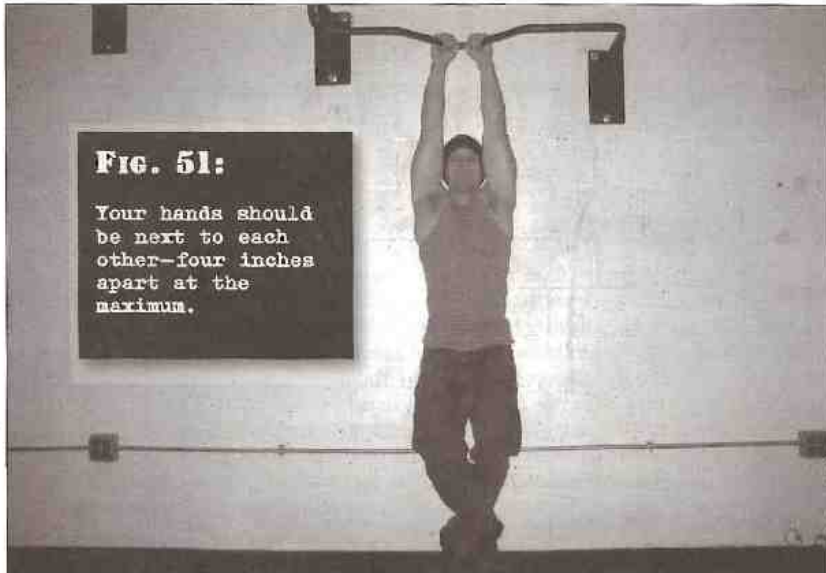 FIG. 51:
Your hands should
be next to each
other—four inches
apart at the
maximum.